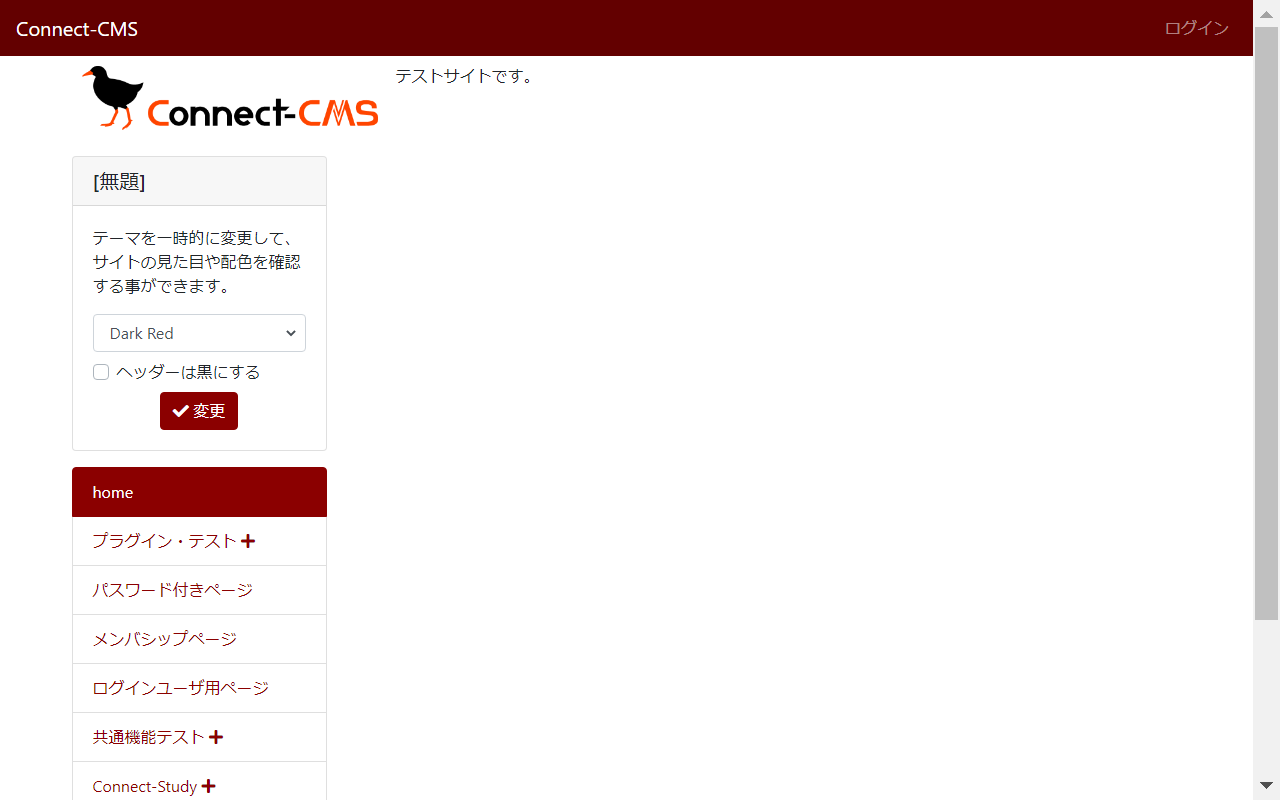 Connect-CMS
ログイン
Connect-CMS
テストサイトです。
[無題]
テーマを一時的に変更して、
サイトの見た目や配色を確認
する事ができます。
Dark Red
ヘッダーは黒にする
変更
home
プラグイン・テスト
パスワード付きページ
メンバシップページ
ログインユーザ用ページ
共通機能テスト
Connect-Study